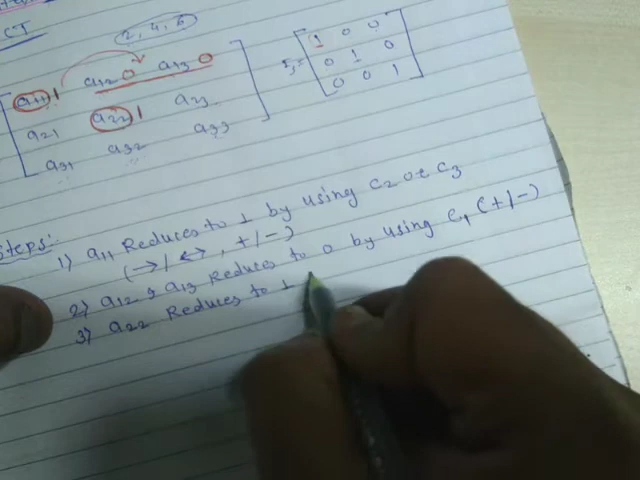 CT
2, 4, 6
a11 1 a12 0 a13 0
a21 a22 1 a23
a31 a32 a33
I3 =
1 0 0
0 1 0
0 0 1
Steps:
1) a11 Reduces to 1 by using C2 or C3
(→/↔, +/-)
2) a12 & a13 Reduces to 0 by using C1 (+/-)
3) a22 Reduces to 1